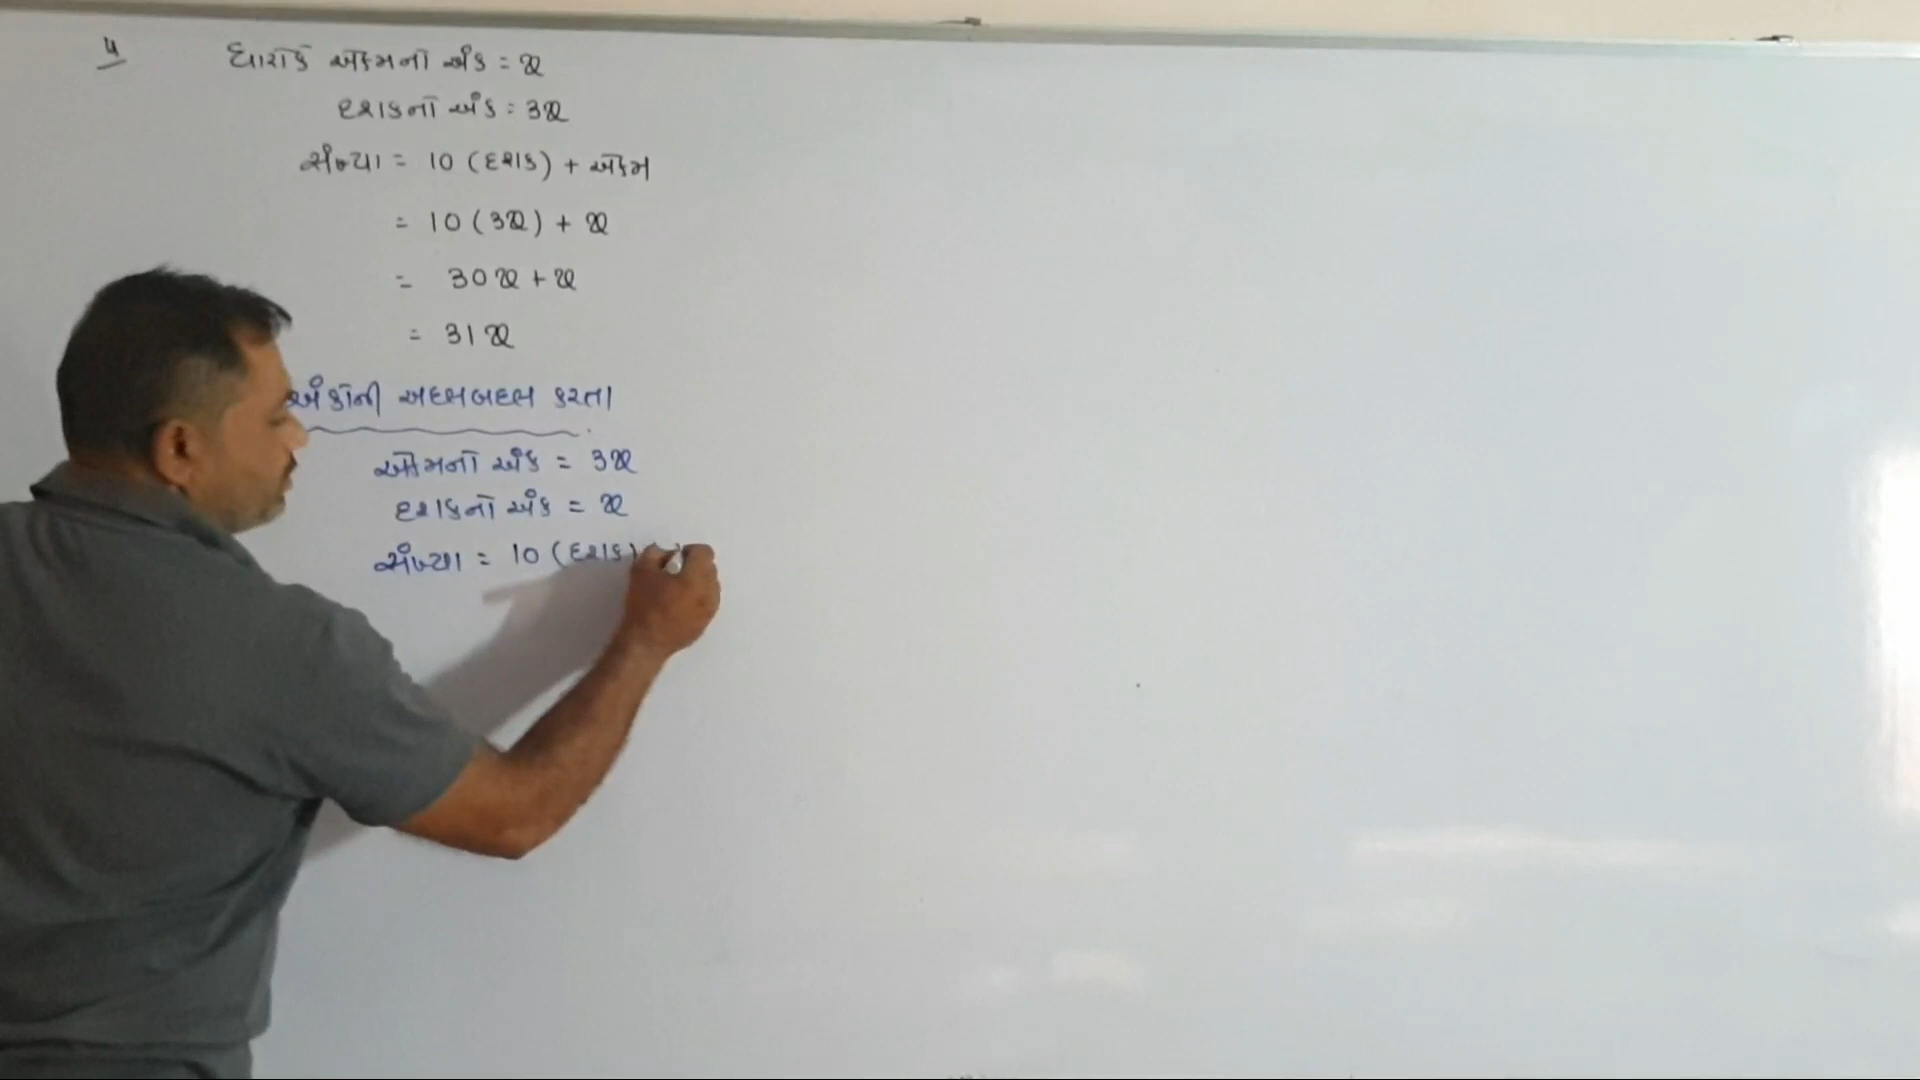 ૫
ધારોકે એકમનો અંક = x
દશકનો અંક = 3x
સંખ્યા = 10 (દશક) + એકમ
= 10 (3x) + x
= 30x + x
= 31x
અંકોની અદલબદલ કરતા
એકમનો અંક = 3x
દશકનો અંક = x
સંખ્યા = 10 (દશક)